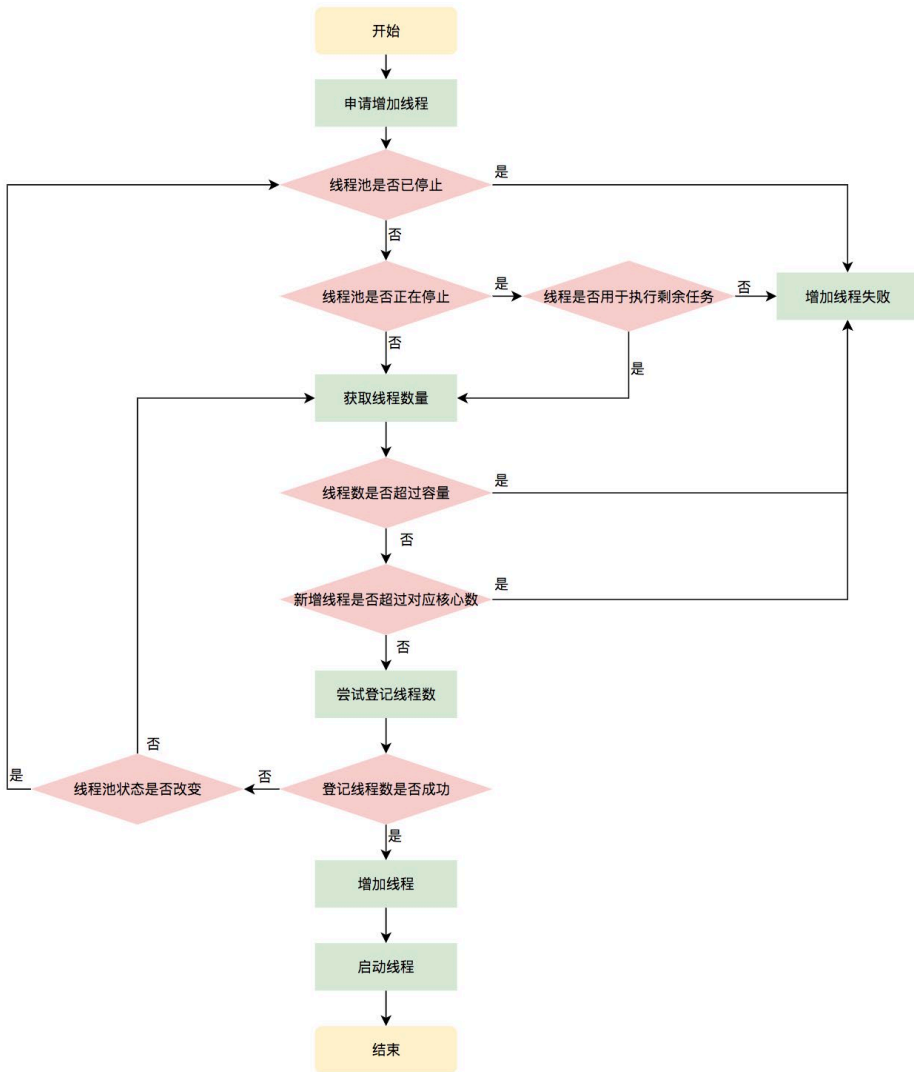 开始
申请增加线程
线程池是否已停止
是
否
线程池是否正在停止
是
线程是否用于执行剩余任务
否
增加线程失败
否
是
获取线程数量
线程数是否超过容量
是
否
新增线程是否超过对应核心数
是
否
尝试登记线程数
否
是
线程池状态是否改变
否
登记线程数是否成功
是
增加线程
启动线程
结束